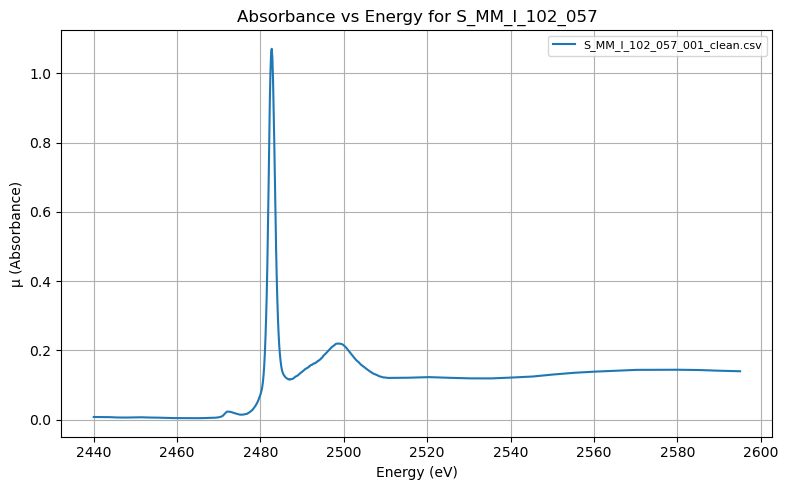 Absorbance vs Energy for S_MM_I_102_057
S_MM_I_102_057_001_clean.csv
μ (Absorbance)
1.0
0.8
0.6
0.4
0.2
0.0
2440 2460 2480 2500 2520 2540 2560 2580 2600
Energy (eV)